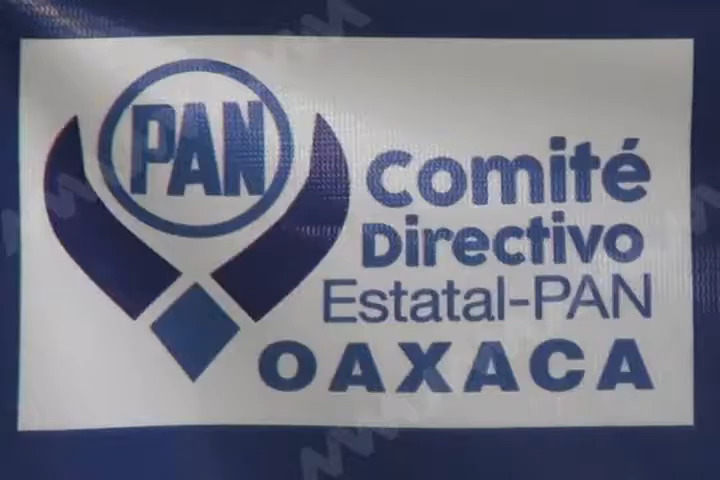 PAN
Comité
Directivo
Estatal-PAN
OAXACA